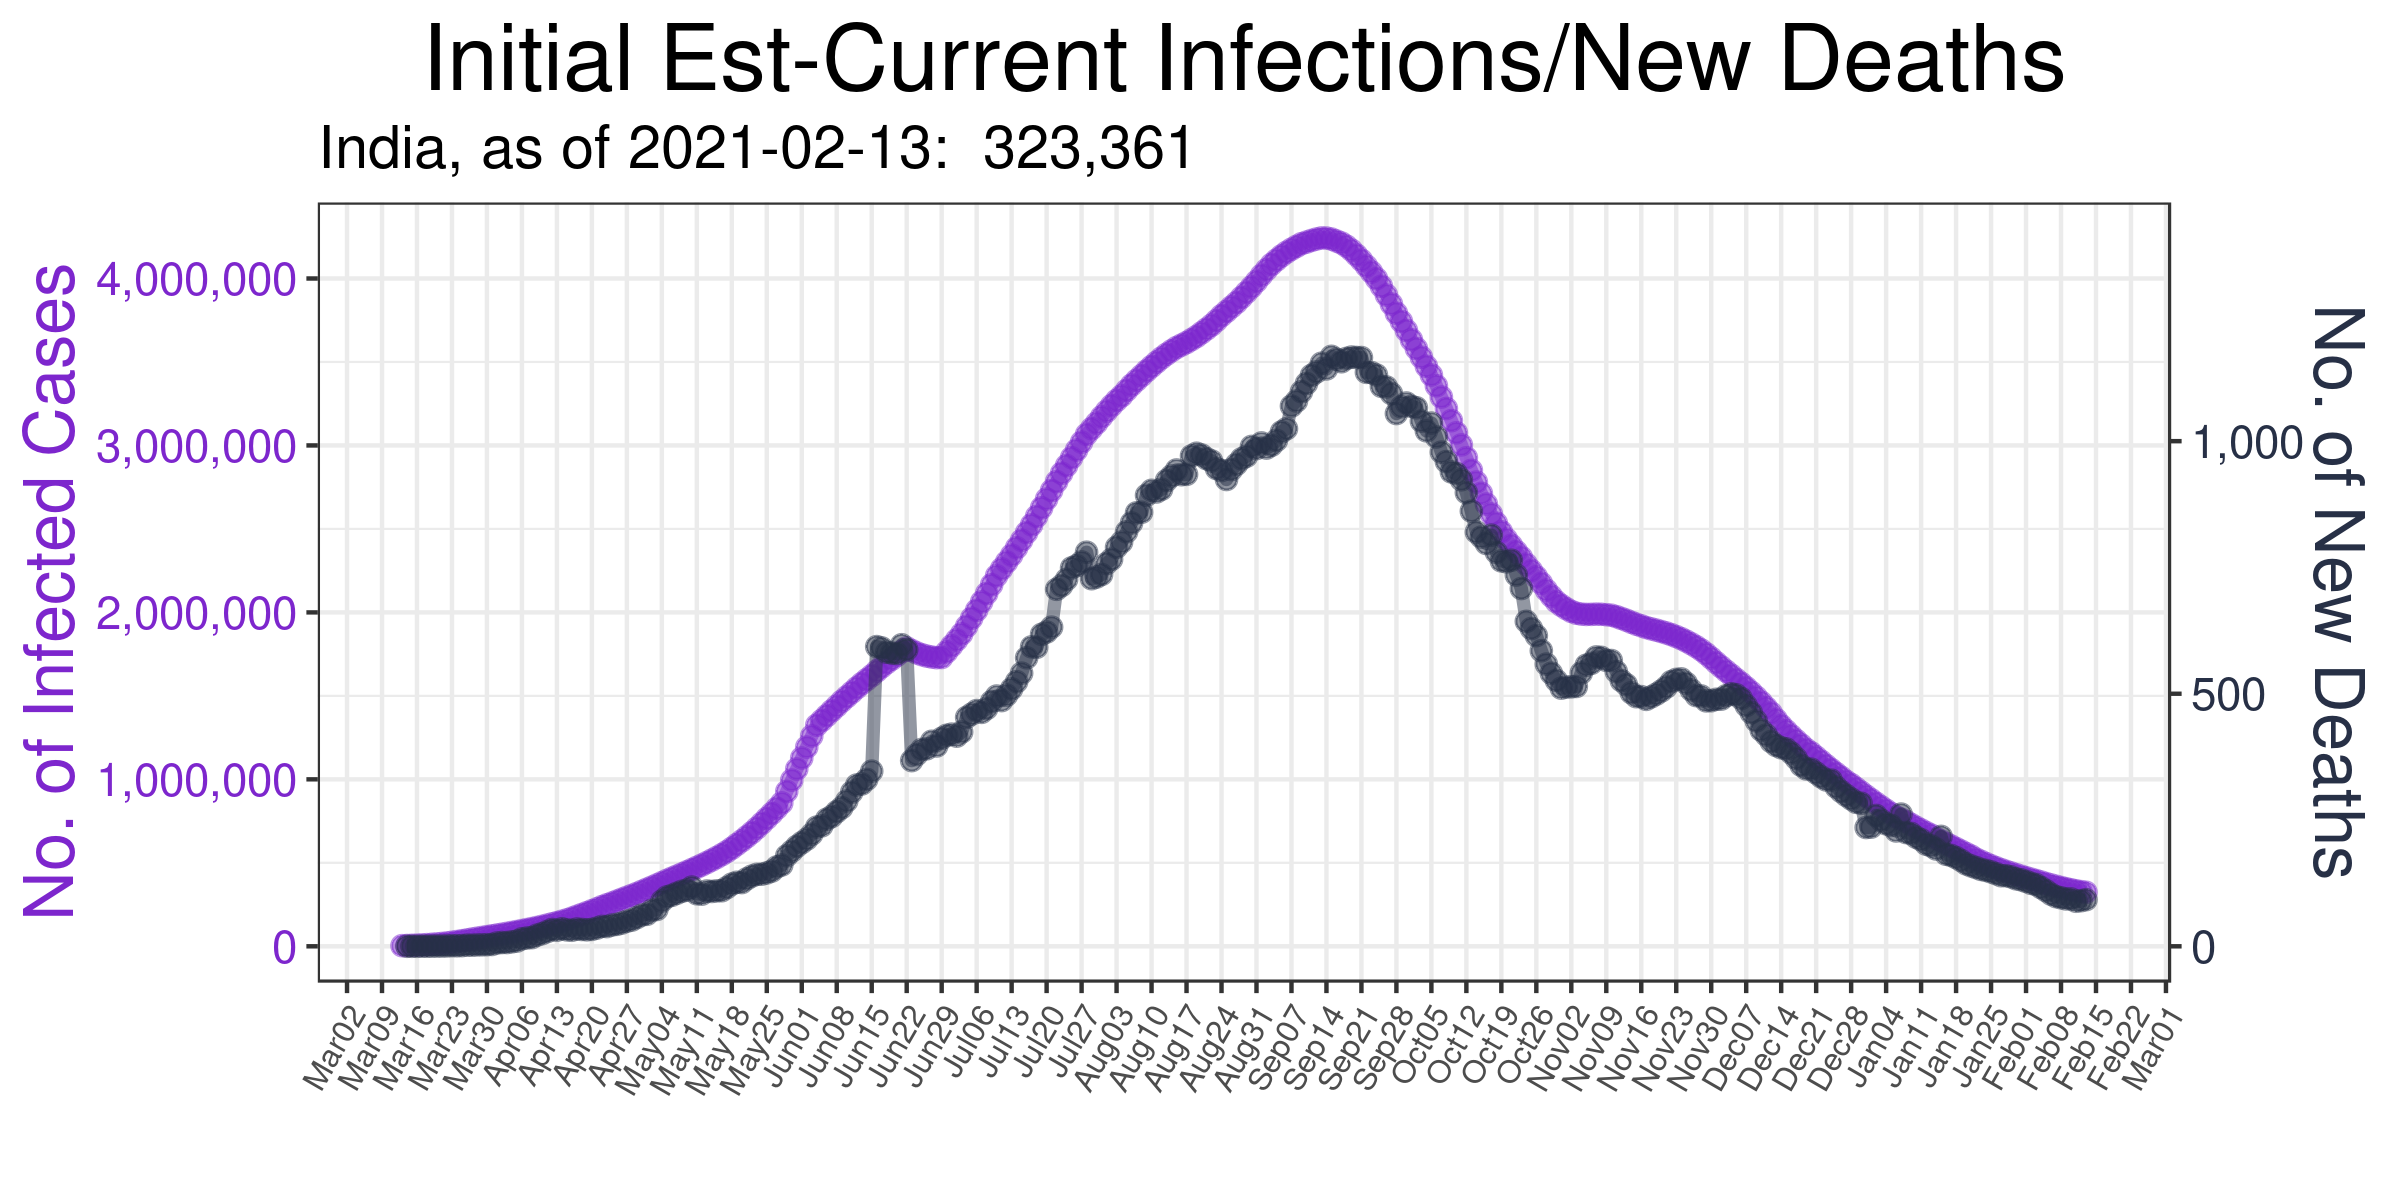 Initial Est-Current Infections/New Deaths
India, as of 2021-02-13:  323,361
No. of Infected Cases
4,000,000
3,000,000
2,000,000
1,000,000
0
No. of New Deaths
1,000
500
0
Mar02
Mar09
Mar16
Mar23
Mar30
Apr06
Apr13
Apr20
Apr27
May04
May11
May18
May25
Jun01
Jun08
Jun15
Jun22
Jun29
Jul06
Jul13
Jul20
Jul27
Aug03
Aug10
Aug17
Aug24
Aug31
Sep07
Sep14
Sep21
Sep28
Oct05
Oct12
Oct19
Oct26
Nov02
Nov09
Nov16
Nov23
Nov30
Dec07
Dec14
Dec21
Dec28
Jan04
Jan11
Jan18
Jan25
Feb01
Feb08
Feb15
Feb22
Mar01